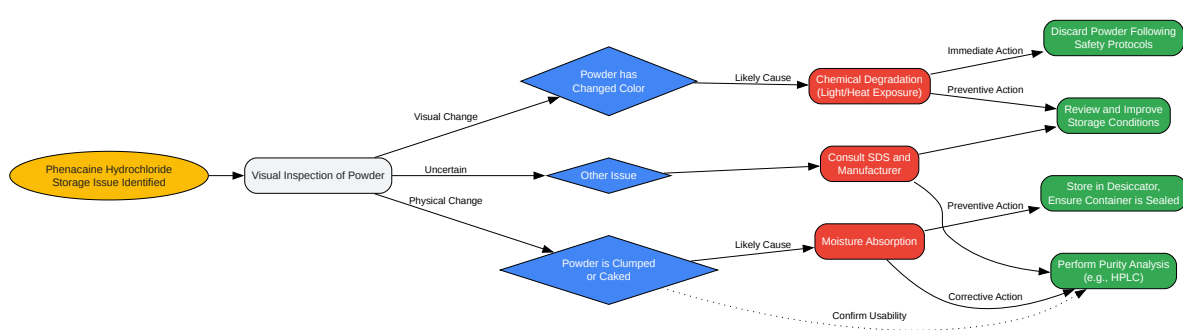 Phenacaine Hydrochloride
Storage Issue Identified
Visual Inspection of Powder
Visual Change
Uncertain
Physical Change
Powder has
Changed Color
Other Issue
Powder is Clumped
or Caked
Likely Cause
Likely Cause
Confirm Usability
Chemical Degradation
(Light/Heat Exposure)
Consult SDS and
Manufacturer
Moisture Absorption
Immediate Action
Preventive Action
Preventive Action
Corrective Action
Discard Powder Following
Safety Protocols
Review and Improve
Storage Conditions
Store in Desiccator,
Ensure Container is Sealed
Perform Purity Analysis
(e.g., HPLC)